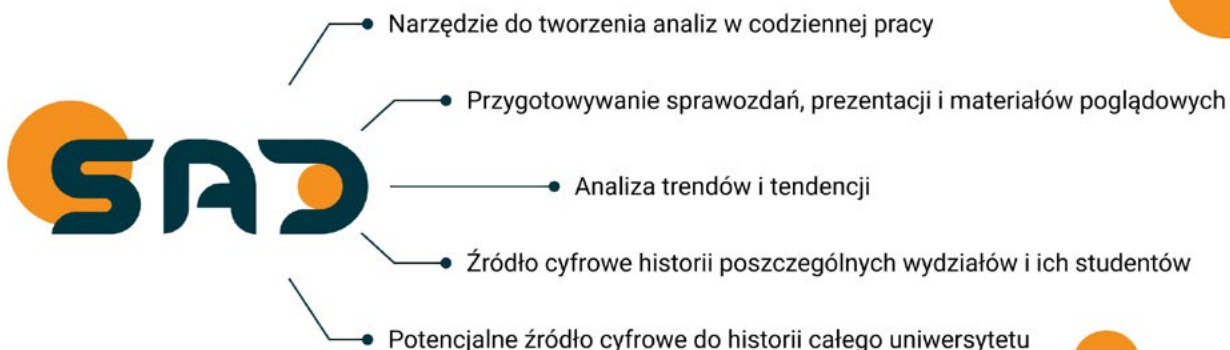 Narzędzie do tworzenia analiz w codziennej pracy
Przygotowywanie sprawozdań, prezentacji i materiałów poglądowych
SAD
Analiza trendów i tendencji
Źródło cyfrowe historii poszczególnych wydziałów i ich studentów
Potencjalne źródło cyfrowe do historii całego uniwersytetu